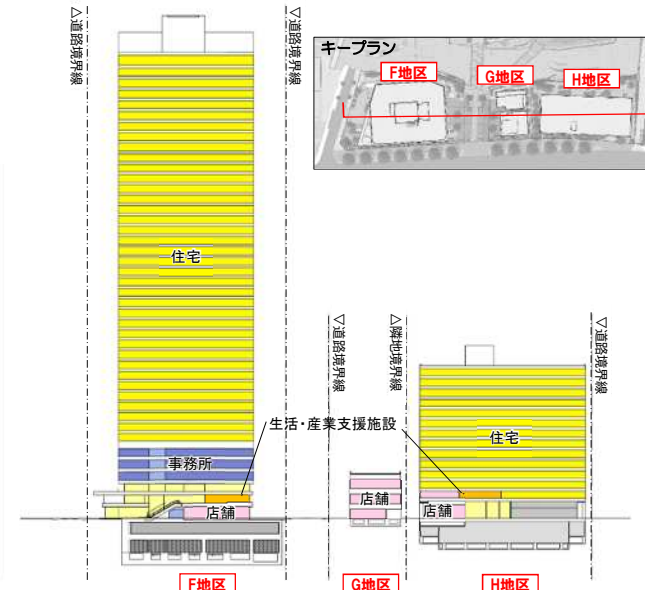 △道路境界線
▽道路境界線
キープラン
F地区
G地区
H地区
住宅
▽道路境界線
△隣地境界線
▽道路境界線
生活・産業支援施設
住宅
事務所
店舗
店舗
店舗
F地区
G地区
H地区